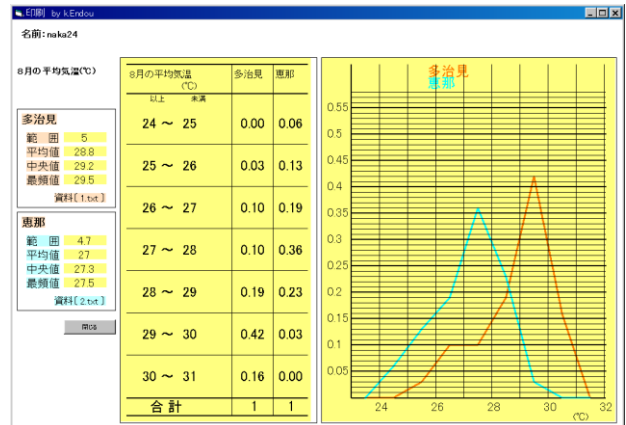 印刷 by k.Endou
名前:naka24
8月の平均気温(℃)
多治見
範 囲 5
平均値 28.8
中央値 29.2
最頻値 29.5
資料[1.txt]
恵那
範 囲 4.7
平均値 27
中央値 27.3
最頻値 27.5
資料[2.txt]
閉じる
8月の平均気温 多治見 恵那
(℃)
以上 未満
24 ～ 25 0.00 0.06
25 ～ 26 0.03 0.13
26 ～ 27 0.10 0.19
27 ～ 28 0.10 0.36
28 ～ 29 0.19 0.23
29 ～ 30 0.42 0.03
30 ～ 31 0.16 0.00
合計 1 1
多治見
恵那
0.55
0.5
0.45
0.4
0.35
0.3
0.25
0.2
0.15
0.1
0.05
24 26 28 30 32
(℃)